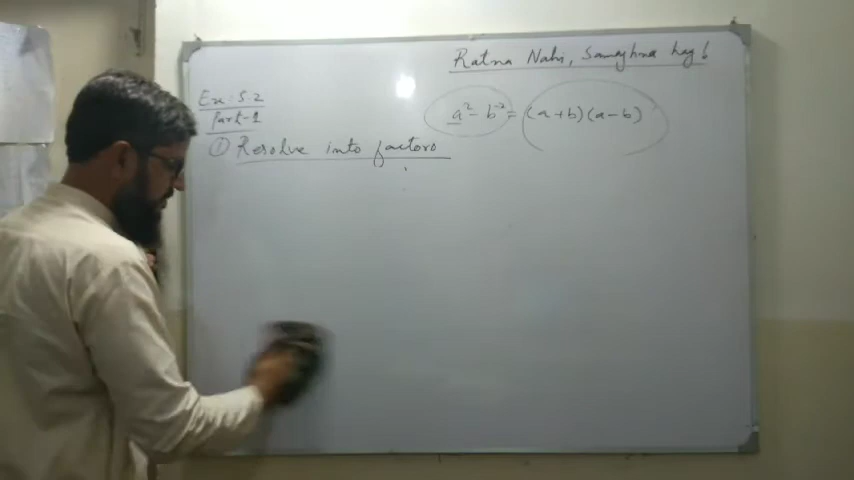 Ratna Nahi, Samajhna hay!
Ex: 5.2
Part-1
a² - b² = (a+b)(a-b)
① Resolve into factors